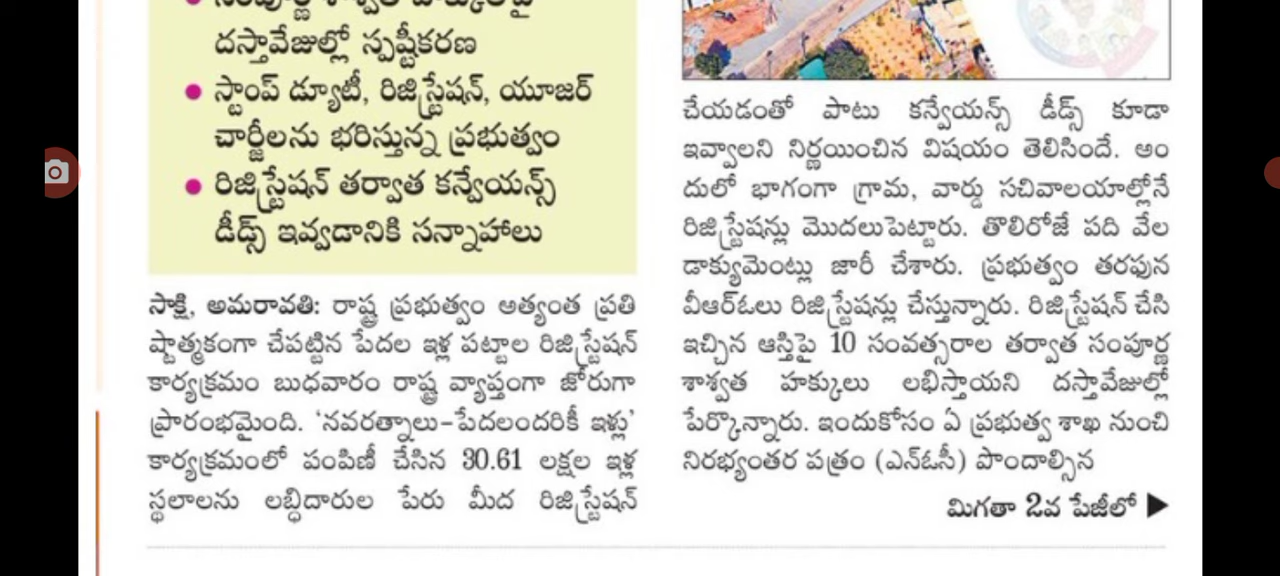 దస్తావేజుల్లో స్పష్టీకరణ
● స్టాంప్ డ్యూటీ, రిజిస్ట్రేషన్, యూజర్
చార్జీలను భరిస్తున్న ప్రభుత్వం
● రిజిస్ట్రేషన్ తర్వాత కన్వేయన్స్
డీడ్స్ ఇవ్వడానికి సన్నాహాలు
సాక్షి, అమరావతి: రాష్ట్ర ప్రభుత్వం అత్యంత ప్రతి
ష్టాత్మకంగా చేపట్టిన పేదల ఇళ్ల పట్టాల రిజిస్ట్రేషన్
కార్యక్రమం బుధవారం రాష్ట్ర వ్యాప్తంగా జోరుగా
ప్రారంభమైంది. ‘నవరత్నాలు–పేదలందరికీ ఇళ్లు’
కార్యక్రమంలో పంపిణీ చేసిన 30.61 లక్షల ఇళ్ల
స్థలాలను లబ్ధిదారుల పేరు మీద రిజిస్ట్రేషన్
చేయడంతో పాటు కన్వేయన్స్ డీడ్స్ కూడా
ఇవ్వాలని నిర్ణయించిన విషయం తెలిసిందే. ఆం
దులో భాగంగా గ్రామ, వార్డు సచివాలయాల్లోనే
రిజిస్ట్రేషన్లు మొదలుపెట్టారు. తొలిరోజే పది వేల
డాక్యుమెంట్లు జారీ చేశారు. ప్రభుత్వం తరఫున
వీఆర్ఓలు రిజిస్ట్రేషన్లు చేస్తున్నారు. రిజిస్ట్రేషన్ చేసి
ఇచ్చిన ఆస్తిపై 10 సంవత్సరాల తర్వాత సంపూర్ణ
శాశ్వత హక్కులు లభిస్తాయని దస్తావేజుల్లో
పేర్కొన్నారు. ఇందుకోసం ఏ ప్రభుత్వ శాఖ నుంచి
నిరభ్యంతర పత్రం (ఎన్ఓసీ) పొందాల్సిన
మిగతా 2వ పేజీలో ▶